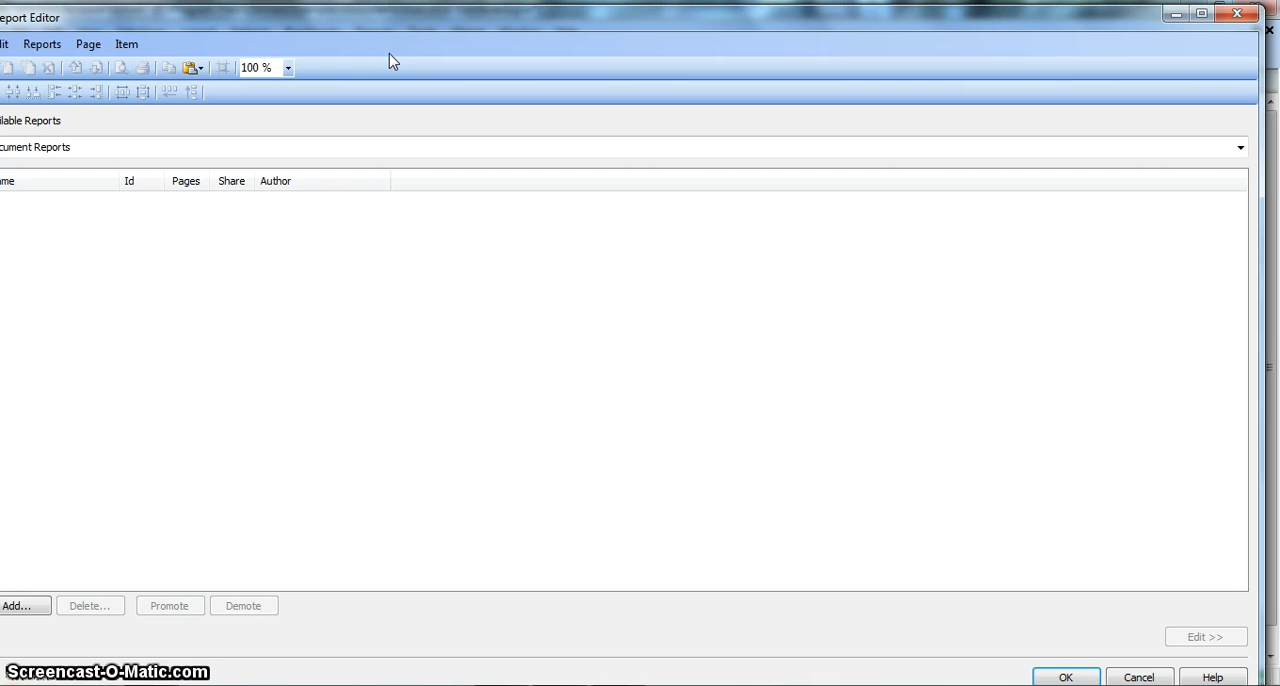 eport Editor
it Reports Page Item
100 %
ilable Reports
cument Reports
me Id Pages Share Author
Add... Delete... Promote Demote
Edit >>
Screencast-O-Matic.com
OK Cancel Help